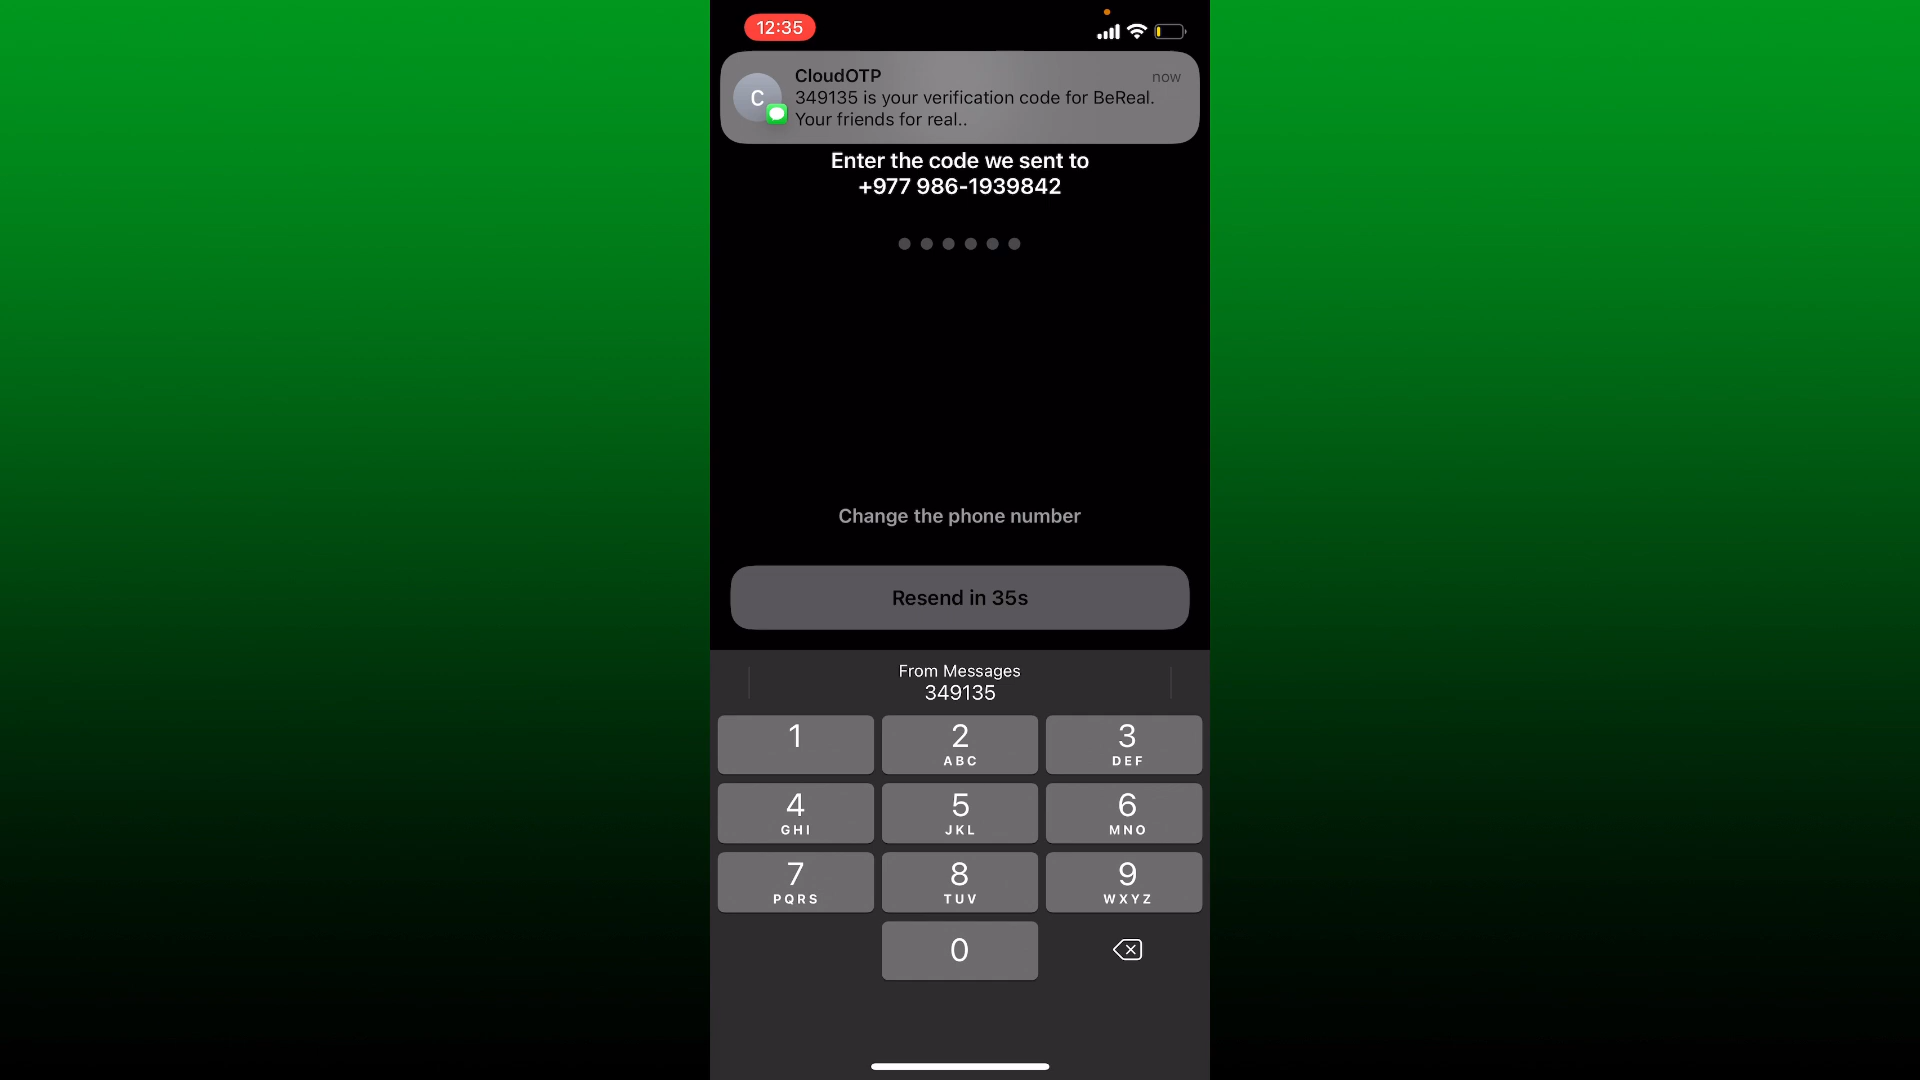 12:35
CloudOTP
now
C
349135 is your verification code for BeReal.
Your friends for real..
Enter the code we sent to
+977 986-1939842
Change the phone number
Resend in 35s
From Messages
349135
1
2
ABC
3
DEF
4
GHI
5
JKL
6
MNO
7
PQRS
8
TUV
9
WXYZ
0